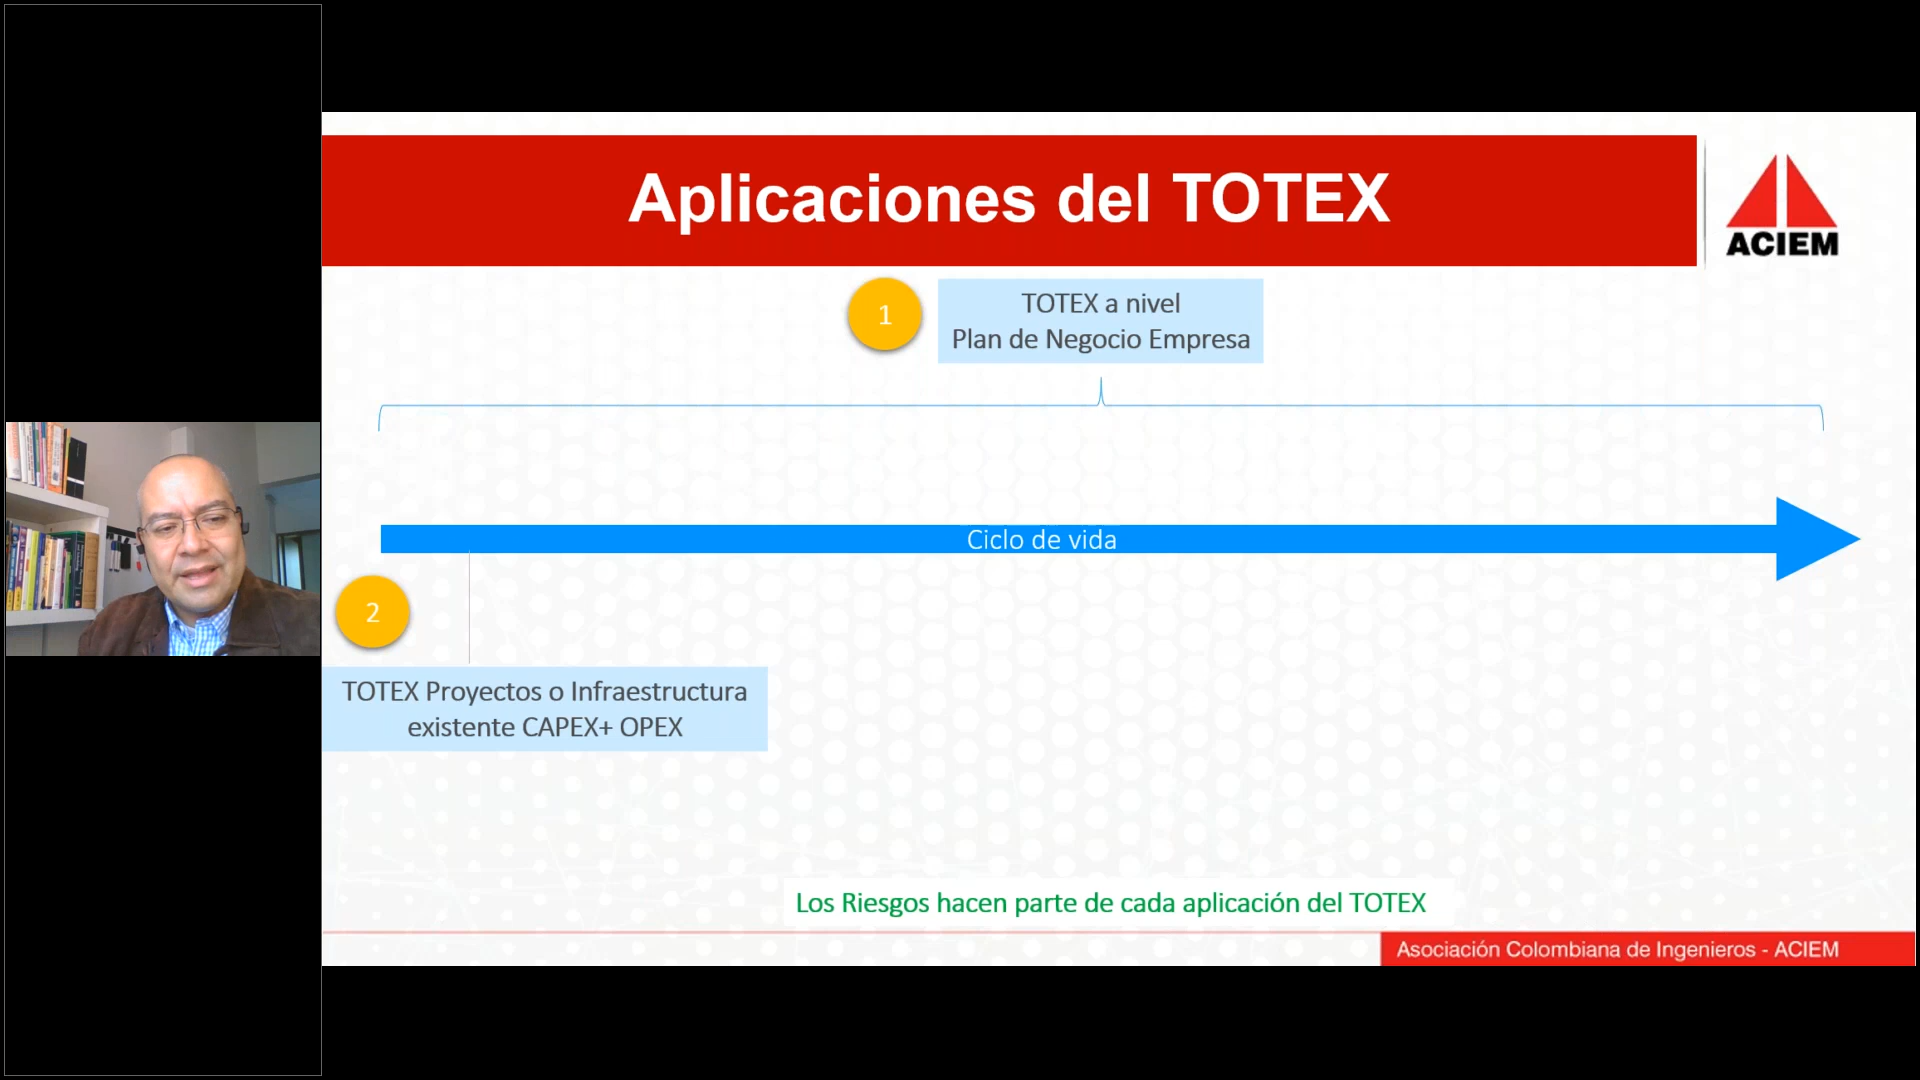 Aplicaciones del TOTEX
ACIEM
1
TOTEX a nivel
Plan de Negocio Empresa
Ciclo de vida
2
TOTEX Proyectos o Infraestructura
existente CAPEX+ OPEX
Los Riesgos hacen parte de cada aplicación del TOTEX
Asociación Colombiana de Ingenieros - ACIEM